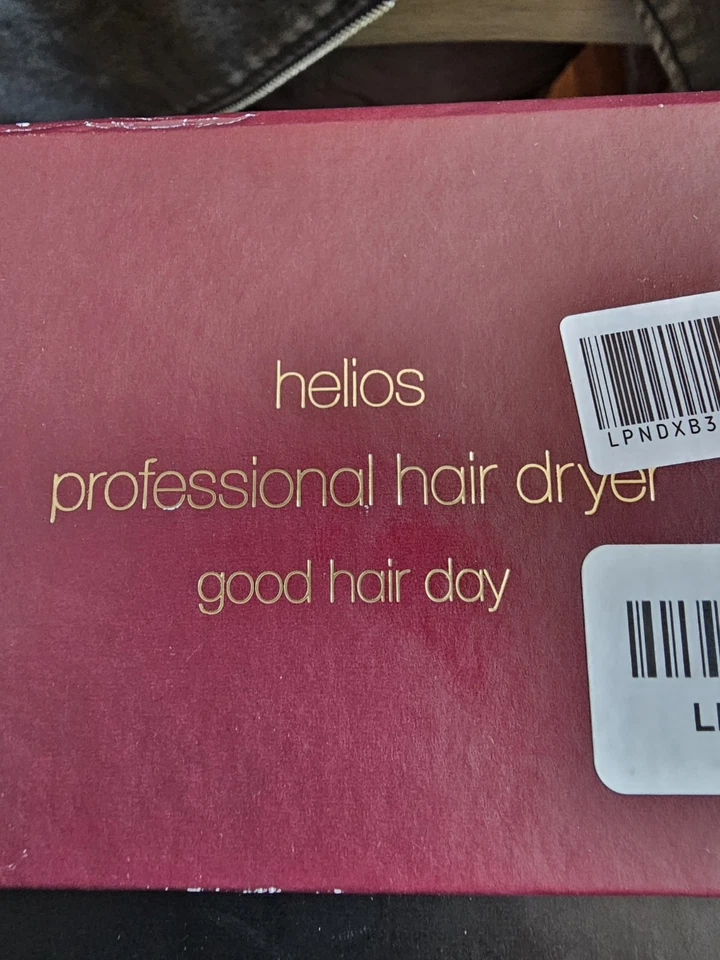 helios
LPNDXB3
professional hair dryer
good hair day